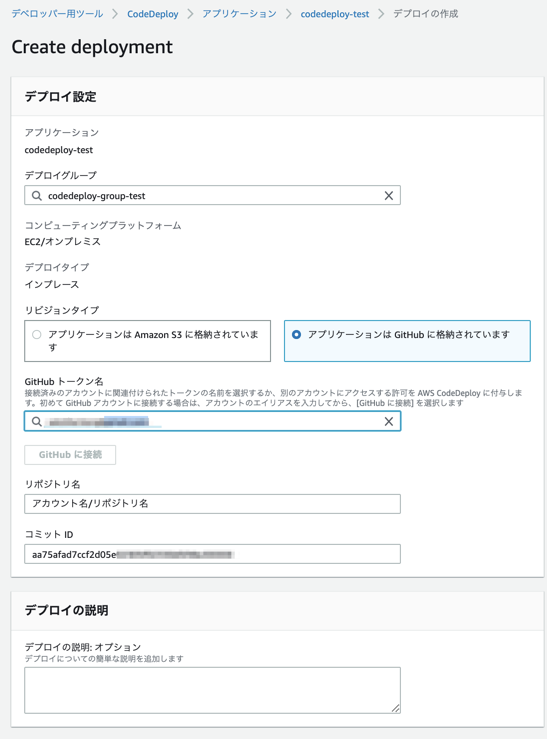 デベロッパー用ツール > CodeDeploy > アプリケーション > codedeploy-test > デプロイの作成
Create deployment
デプロイ設定
アプリケーション
codedeploy-test
デプロイグループ
codedeploy-group-test
コンピューティングプラットフォーム
EC2/オンプレミス
デプロイタイプ
インプレース
リビジョンタイプ
アプリケーションは Amazon S3 に格納されていま
す
アプリケーションは GitHub に格納されています
GitHub トークン名
接続済みのアカウントに関連付けられたトークンの名前を選択するか、別のアカウントにアクセスする許可を AWS CodeDeploy に付与しま
す。初めて GitHub アカウントに接続する場合は、アカウントのエイリアスを入力してから、[GitHub に接続] を選択します
GitHub に接続
リポジトリ名
アカウント名/リポジトリ名
コミット ID
aa75afad7ccf2d05e
デプロイの説明
デプロイの説明: オプション
デプロイについての簡単な説明を追加します